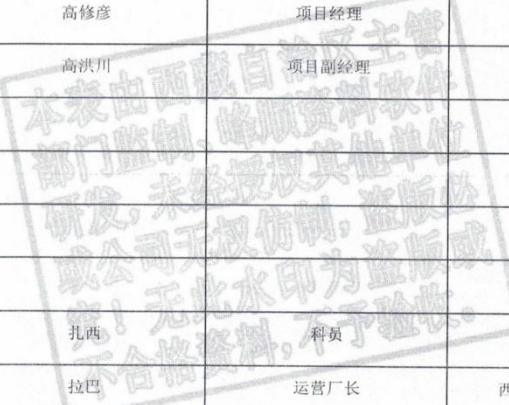 高修彦 项目经理
高洪川 项目副经理
本表由西藏自治区主管
部门监制、峰顺资料软件
研发，未经授权其他单位
或公司无权仿制，盗版必
究！无此水印为盗版或
不合格资料，不予验收。
扎西 科员
拉巴 运营厂长 西